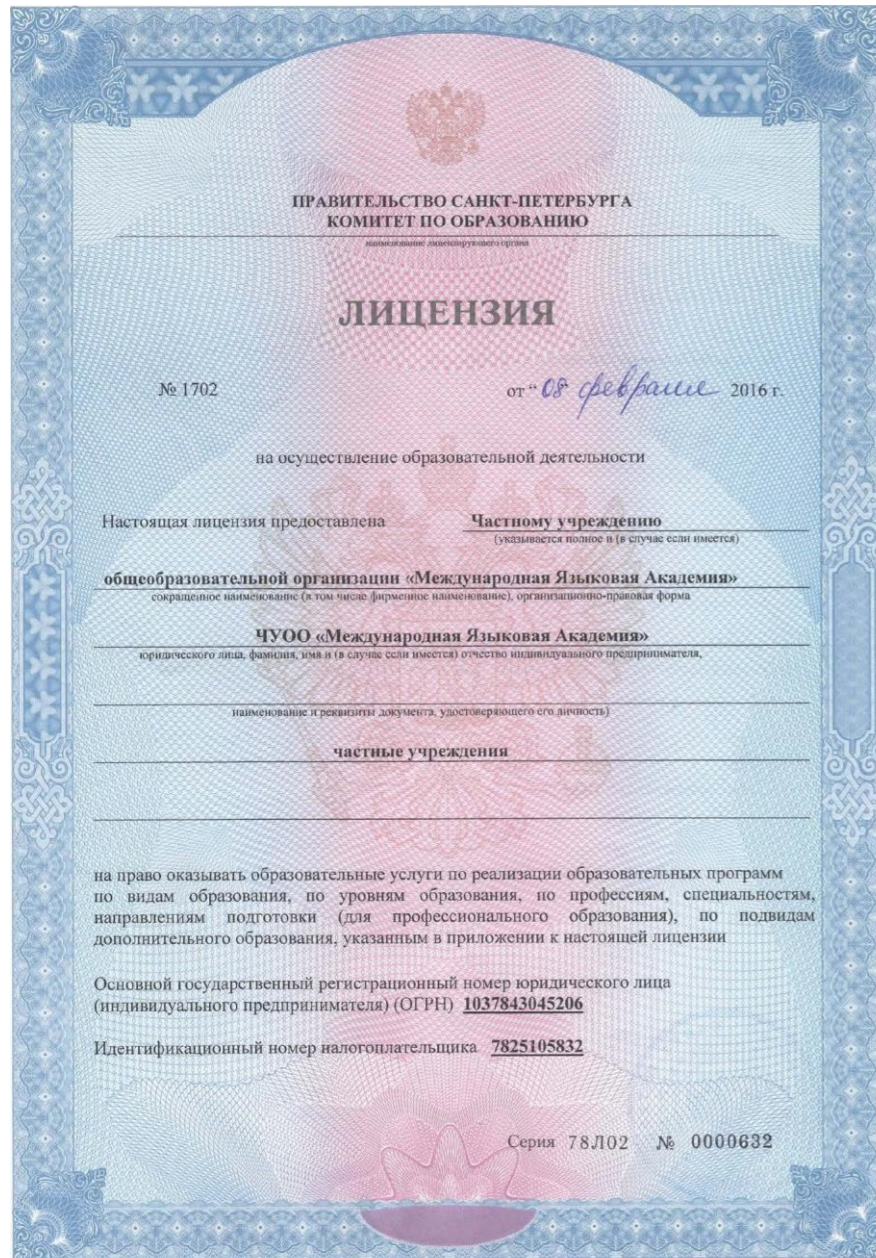 ПРАВИТЕЛЬСТВО САНКТ-ПЕТЕРБУРГА
КОМИТЕТ ПО ОБРАЗОВАНИЮ
наименование лицензирующего органа
ЛИЦЕНЗИЯ
№ 1702 от “08” февраля 2016 г.
на осуществление образовательной деятельности
Настоящая лицензия предоставлена Частному учреждению
(указывается полное и (в случае если имеется)
общеобразовательной организации «Международная Языковая Академия»
сокращенное наименование (в том числе фирменное наименование), организационно-правовая форма
ЧУОО «Международная Языковая Академия»
юридического лица, фамилия, имя и (в случае если имеется) отчество индивидуального предпринимателя,
наименование и реквизиты документа, удостоверяющего его личность)
частные учреждения
на право оказывать образовательные услуги по реализации образовательных программ
по видам образования, по уровням образования, по профессиям, специальностям,
направлениям подготовки (для профессионального образования), по подвидам
дополнительного образования, указанным в приложении к настоящей лицензии
Основной государственный регистрационный номер юридического лица
(индивидуального предпринимателя) (ОГРН) 1037843045206
Идентификационный номер налогоплательщика 7825105832
Серия 78Л02 № 0000632